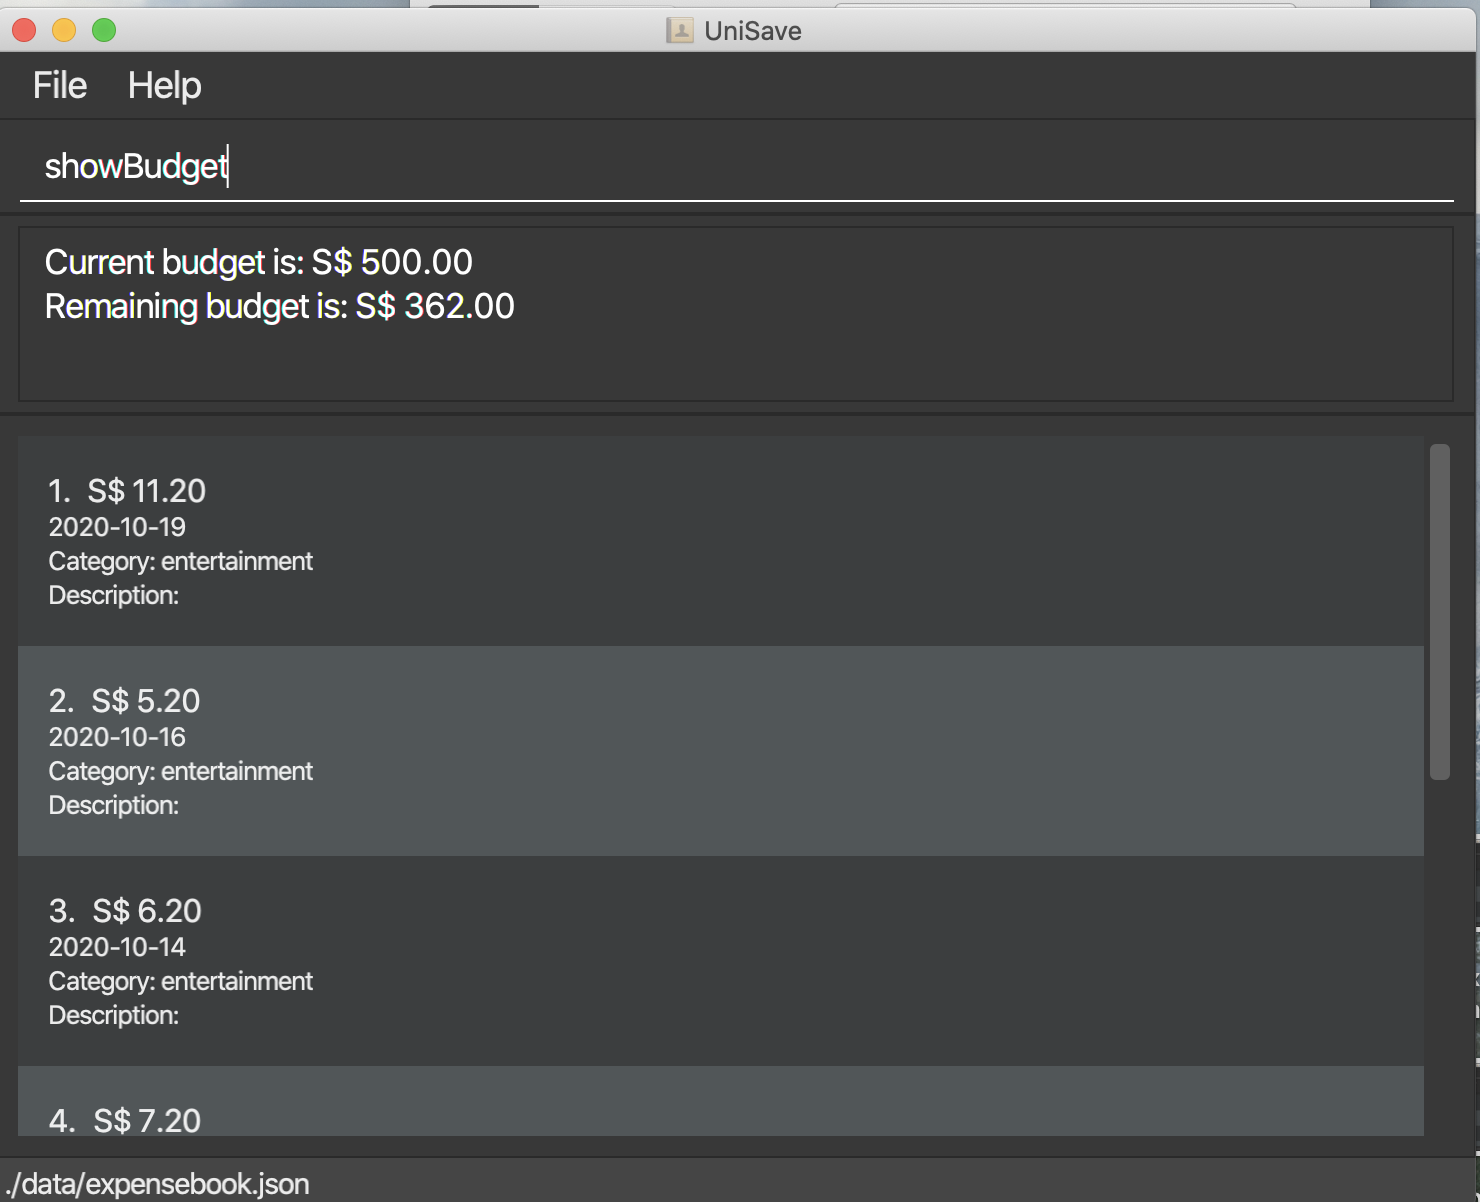 UniSave
File Help
showBudget
Current budget is: S$ 500.00
Remaining budget is: S$ 362.00
1. S$ 11.20
2020-10-19
Category: entertainment
Description:
2. S$ 5.20
2020-10-16
Category: entertainment
Description:
3. S$ 6.20
2020-10-14
Category: entertainment
Description:
4. S$ 7.20
./data/expensebook.json